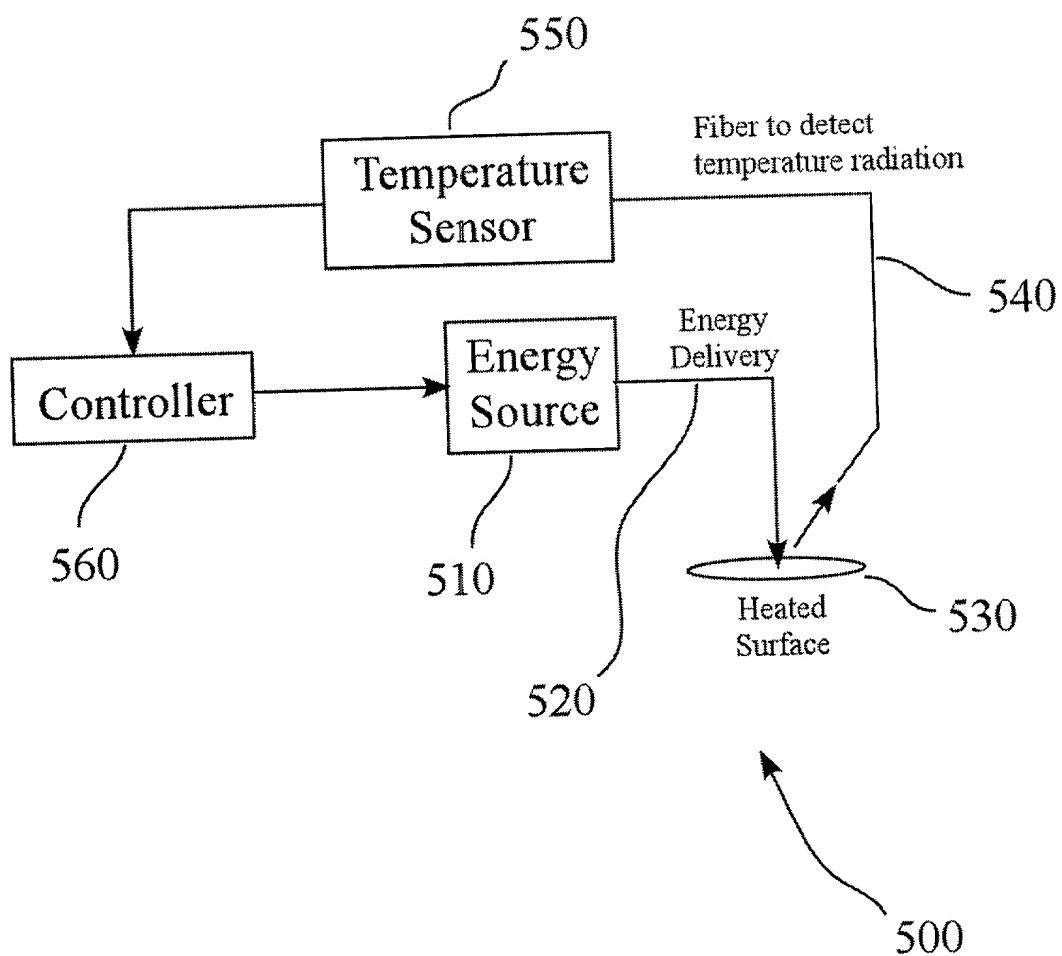 550
Fiber to detect
temperature radiation
Temperature
Sensor
540
Energy
Delivery
Energy
Source
Controller
560
510
530
Heated
Surface
520
500